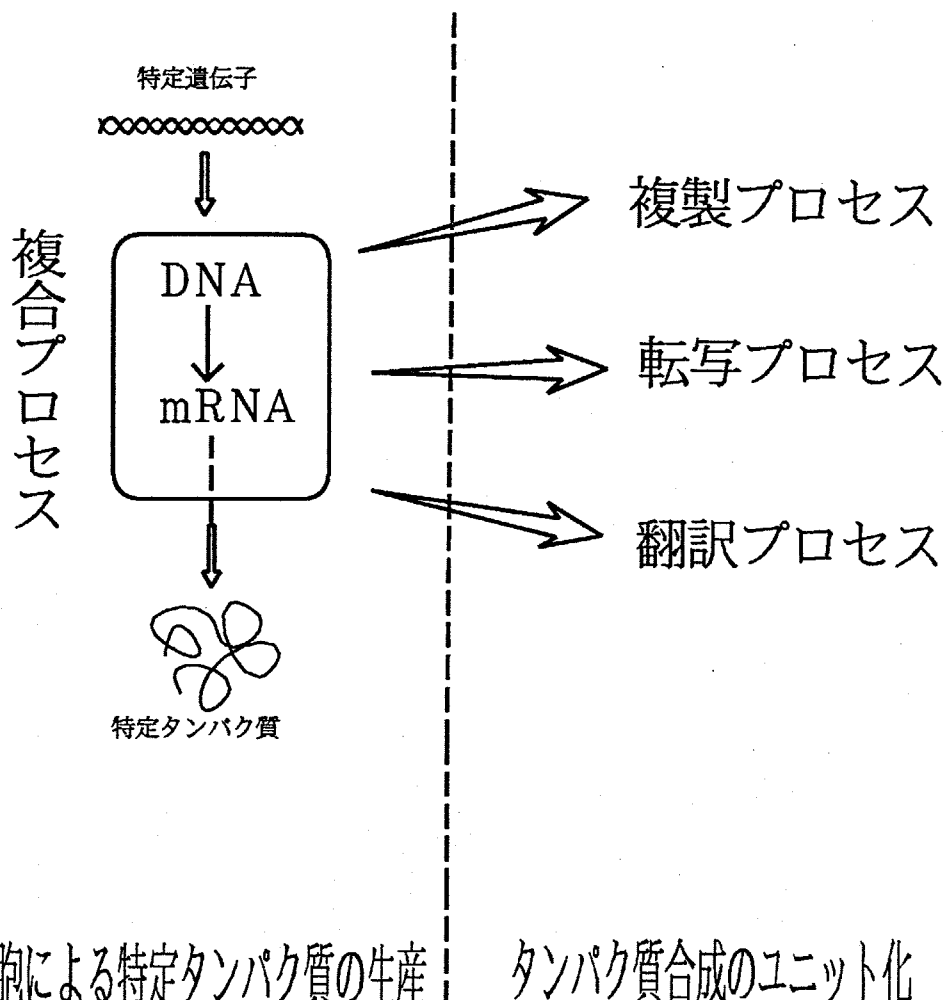 特定遺伝子
複合プロセス
DNA
mRNA
特定タンパク質
複製プロセス
転写プロセス
翻訳プロセス
胞による特定タンパク質の生産
タンパク質合成のユニット化